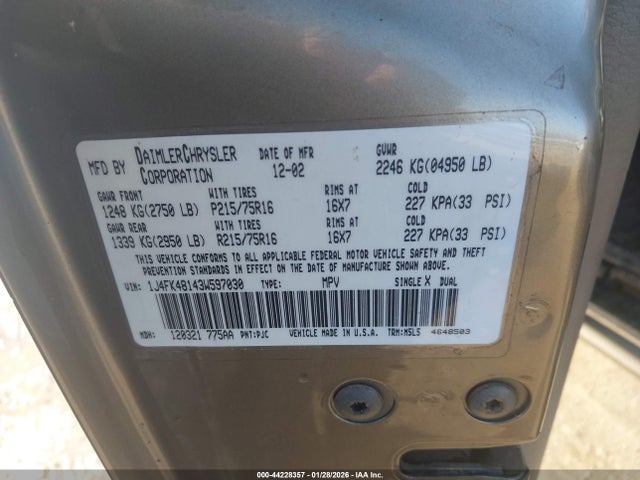 MFD BY DAIMLERCHRYSLER CORPORATION DATE OF MFR 12-02 GVWR 2246 KG(04950 LB)
GAWR FRONT WITH TIRES RIMS AT COLD
1248 KG(2750 LB) P215/75R16 16X7 227 KPA(33 PSI)
GAWR REAR WITH TIRES RIMS AT COLD
1339 KG(2950 LB) R215/75R16 16X7 227 KPA(33 PSI)
THIS VEHICLE CONFORMS TO ALL APPLICABLE FEDERAL MOTOR VEHICLE SAFETY AND THEFT
PREVENTION STANDARDS IN EFFECT ON THE DATE OF MANUFACTURE SHOWN ABOVE.
VIN: 1J4FK48143W597030 TYPE: MPV SINGLE X DUAL
MDH: 120321 775AA PNT:PJC VEHICLE MADE IN U.S.A. TRM:MSLS 4648503
000-44228357 - 01/28/2026 - IAA Inc.